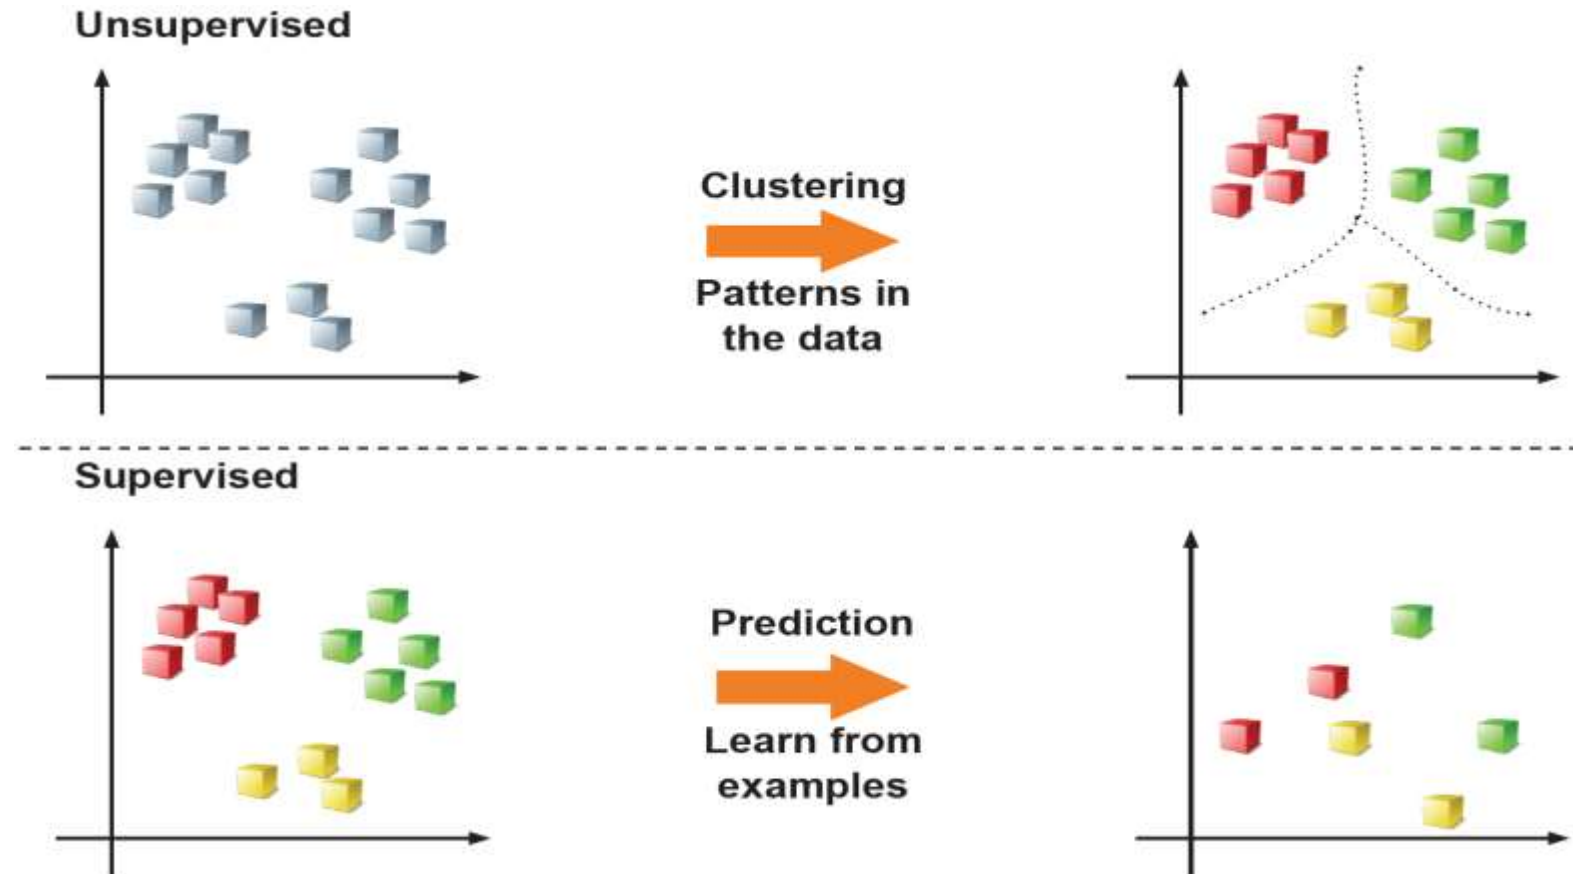 Unsupervised
Clustering
Patterns in
the data
Supervised
Prediction
Learn from
examples